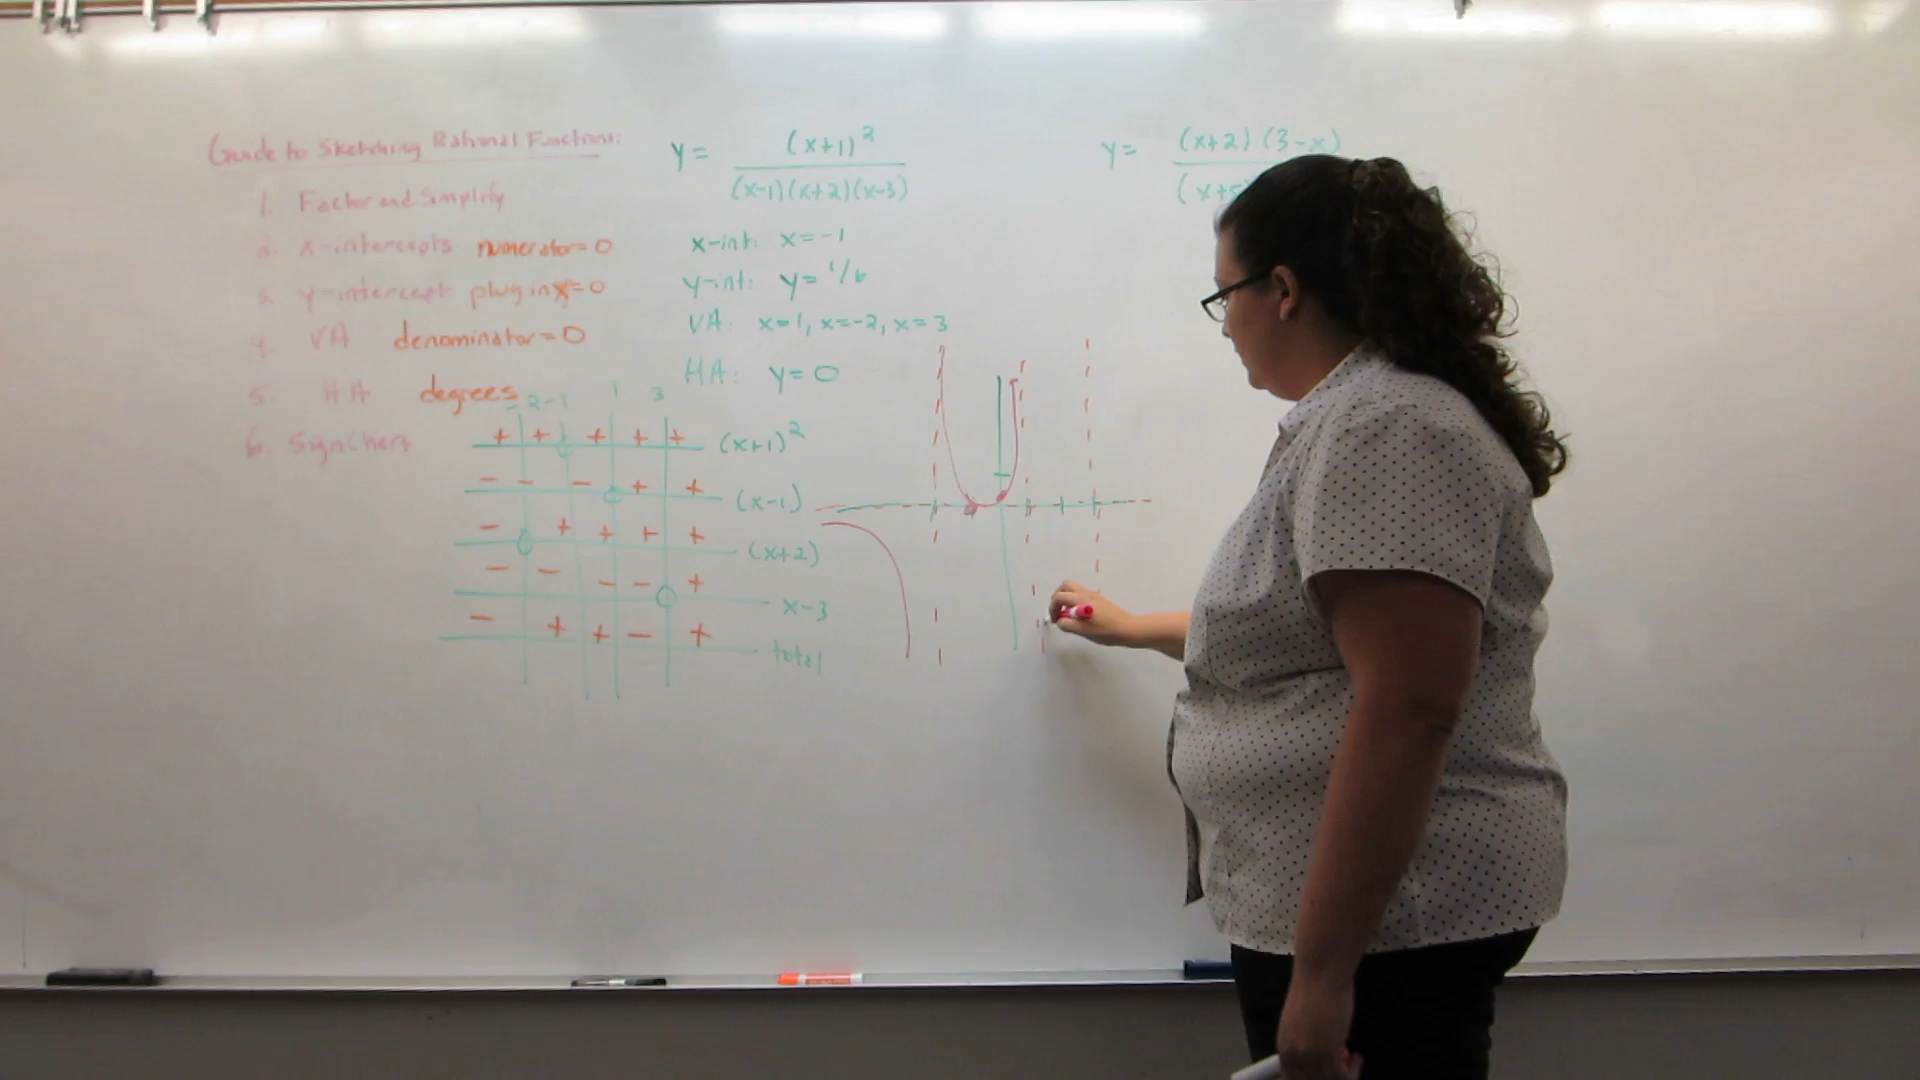 Guide to Sketching Rational Functions:
1. Factor and Simplify
2. x-intercepts numerator=0
3. y-intercept plug in x=0
4. VA denominator=0
5. HA degrees
6. Sign Chart
y= (x+1)²
(x-1)(x+2)(x-3)
x-int: x=-1
y-int: y=1/6
VA: x=1, x=-2, x=3
HA: y=0
-2 -1 1 3
+ + + + + (x+1)²
- - - + + (x-1)
- + + + + (x+2)
- - - - + x-3
- + + - + total
y= (x+2)(3-x)
(x+5